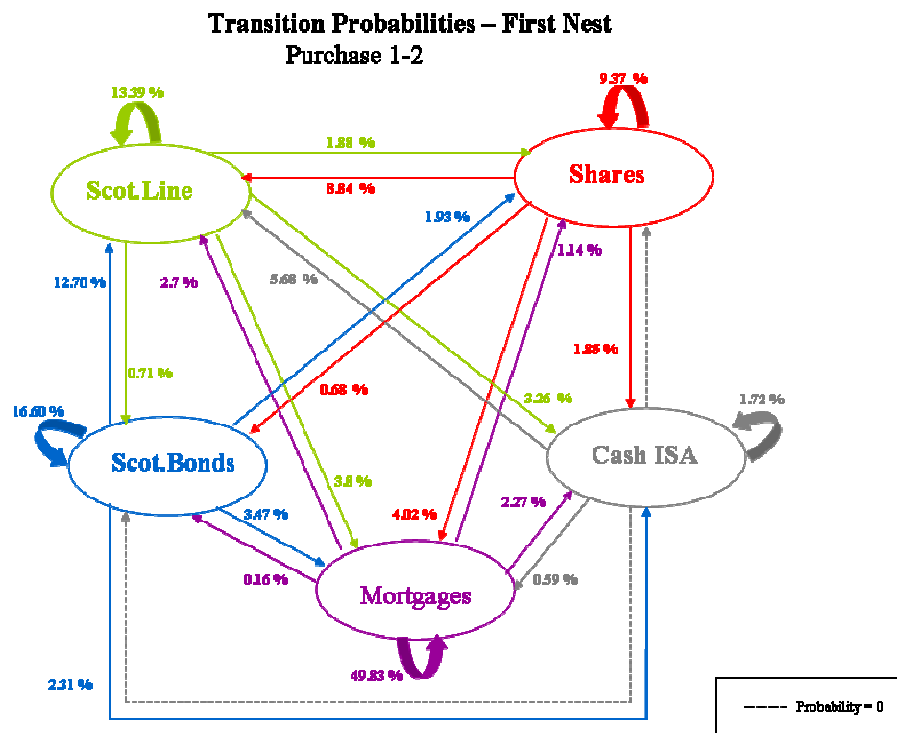 Transition Probabilities – First Nest
Purchase 1-2
13.39 %
9.37 %
1.88 %
Shares
Scot.Line
8.84 %
1.93 %
1.14 %
12.70 %
2.7 %
5.68 %
1.85 %
0.71 %
0.68 %
3.26 %
1.72 %
16.60 %
Scot.Bonds
Cash ISA
3.8 %
2.27 %
3.47 %
4.02 %
0.16 %
0.59 %
Mortgages
49.83 %
2.31 %
Probability = 0